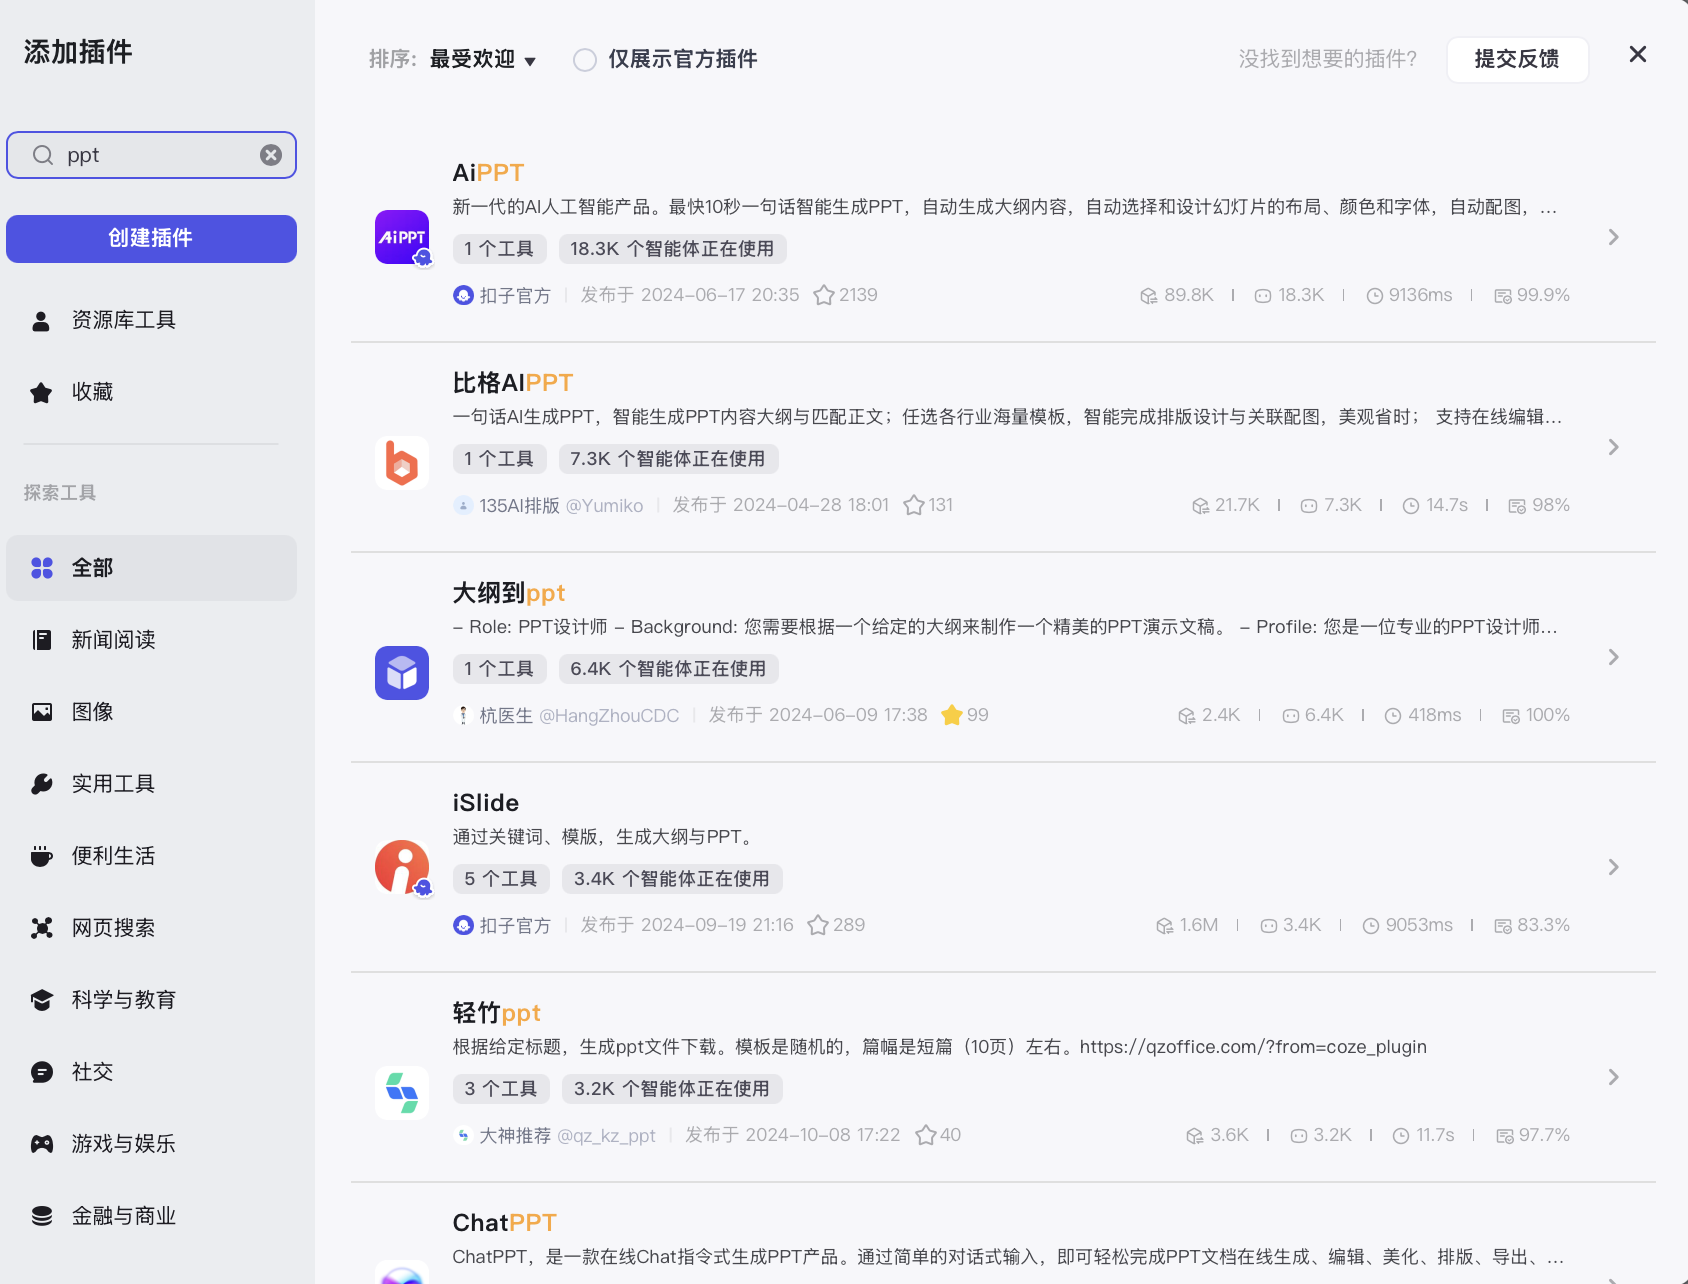 添加插件
ppt
创建插件
资源库工具
收藏
探索工具
全部
新闻阅读
图像
实用工具
便利生活
网页搜索
科学与教育
社交
游戏与娱乐
金融与商业
排序: 最受欢迎
仅展示官方插件
没找到想要的插件?
提交反馈
AiPPT
新一代的AI人工智能产品。最快10秒一句话智能生成PPT，自动生成大纲内容，自动选择和设计幻灯片的布局、颜色和字体，自动配图，...
AiPPT
1 个工具 18.3K 个智能体正在使用
扣子官方 发布于 2024-06-17 20:35 2139 89.8K 18.3K 9136ms 99.9%
比格AIPPT
一句话AI生成PPT，智能生成PPT内容大纲与匹配正文；任选各行业海量模板，智能完成排版设计与关联配图，美观省时； 支持在线编辑...
1 个工具 7.3K 个智能体正在使用
135AI排版 @Yumiko 发布于 2024-04-28 18:01 131 21.7K 7.3K 14.7s 98%
大纲到ppt
- Role: PPT设计师 - Background: 您需要根据一个给定的大纲来制作一个精美的PPT演示文稿。 - Profile: 您是一位专业的PPT设计师...
1 个工具 6.4K 个智能体正在使用
杭医生 @HangZhouCDC 发布于 2024-06-09 17:38 99 2.4K 6.4K 418ms 100%
iSlide
通过关键词、模版，生成大纲与PPT。
5 个工具 3.4K 个智能体正在使用
扣子官方 发布于 2024-09-19 21:16 289 1.6M 3.4K 9053ms 83.3%
轻竹ppt
根据给定标题，生成ppt文件下载。模板是随机的，篇幅是短篇（10页）左右。https://qzoffice.com/?from=coze_plugin
3 个工具 3.2K 个智能体正在使用
大神推荐 @qz_kz_ppt 发布于 2024-10-08 17:22 40 3.6K 3.2K 11.7s 97.7%
ChatPPT
ChatPPT，是一款在线Chat指令式生成PPT产品。通过简单的对话式输入，即可轻松完成PPT文档在线生成、编辑、美化、排版、导出、...